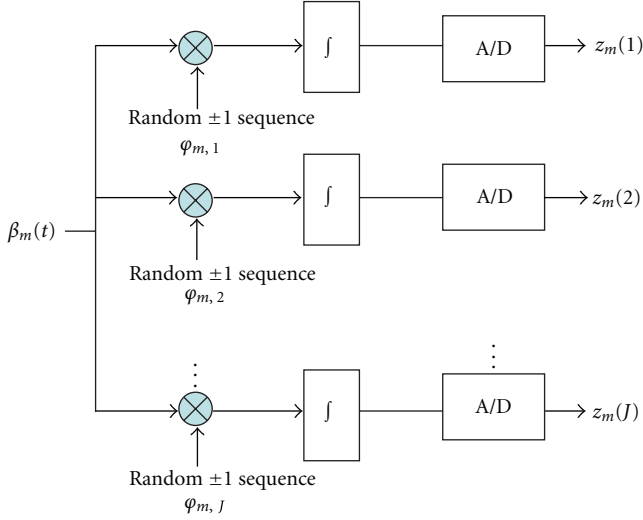 ∫
A/D
z_m(1)
Random ±1 sequence
φ_{m, 1}
∫
A/D
z_m(2)
β_m(t)
Random ±1 sequence
φ_{m, 2}
⋮
⋮
∫
A/D
z_m(J)
Random ±1 sequence
φ_{m, J}